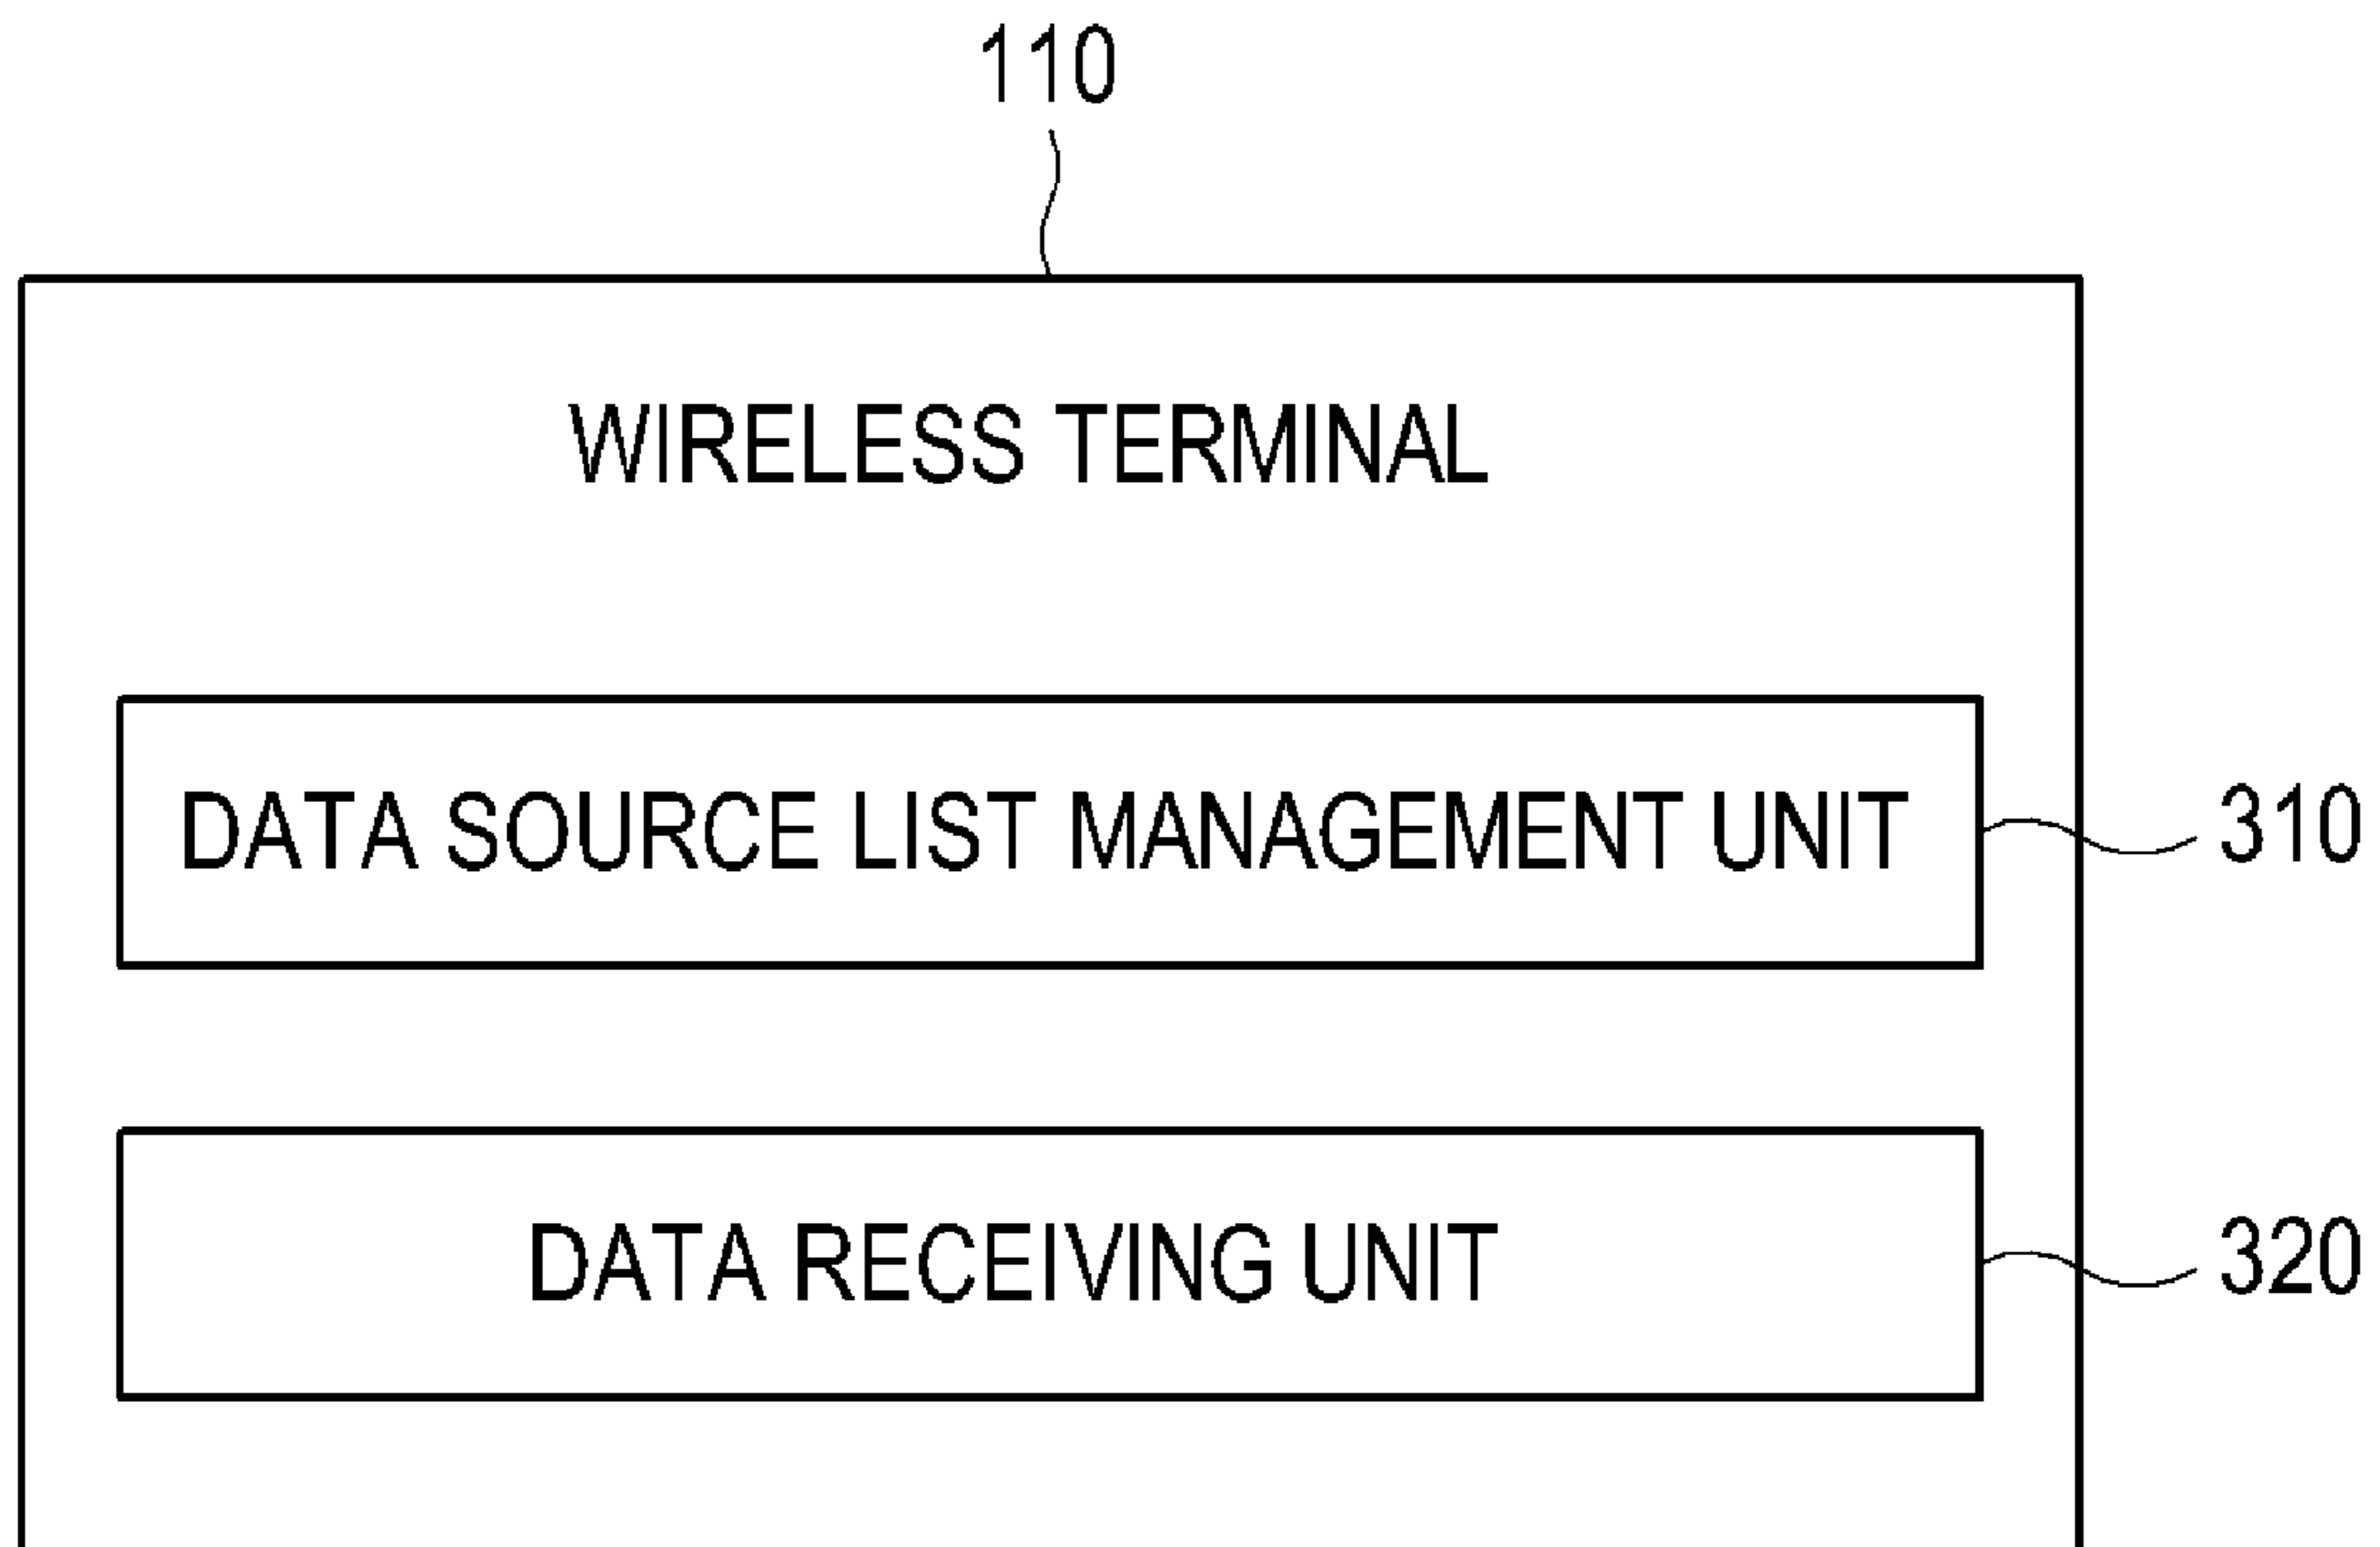 110
WIRELESS TERMINAL
DATA SOURCE LIST MANAGEMENT UNIT
310
DATA RECEIVING UNIT
320